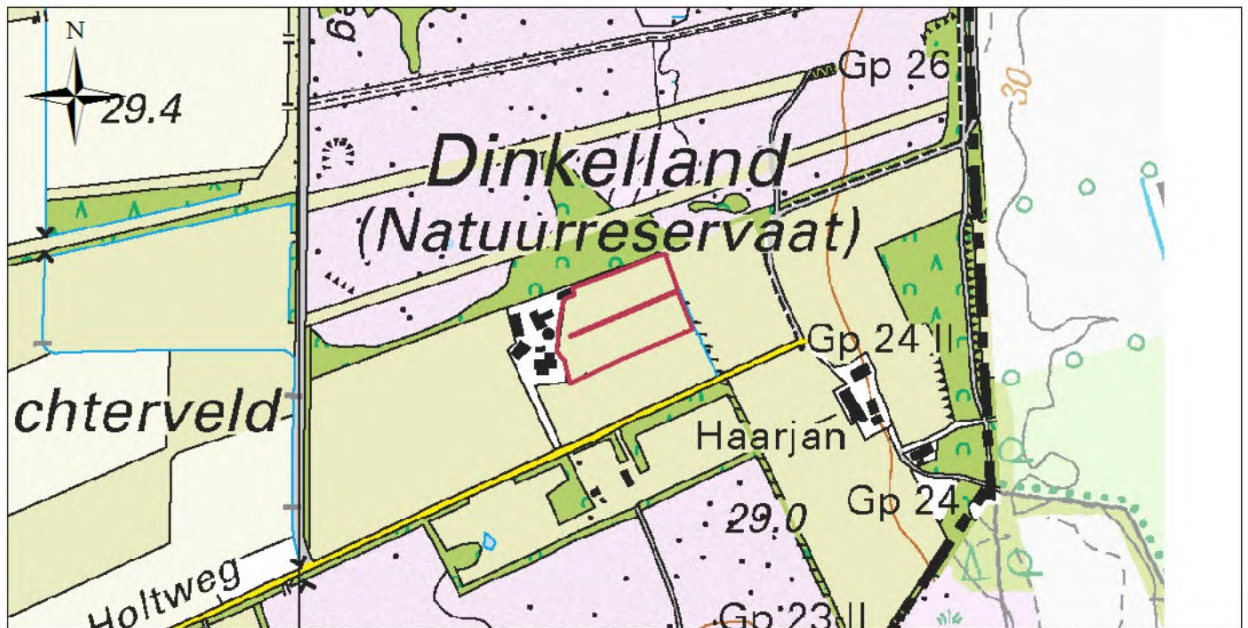 N
29.4
Gp 26
30
Dinkelland
(Natuurreservaat)
Gp 24 II
chterveld
Haarjan
Gp 24
29.0
Holtweg
Gp 23 II